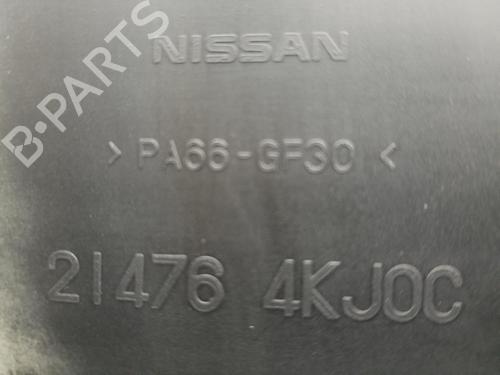 B-PARTS
NISSAN
> PA66-GF30 <
21476 4KJ0C